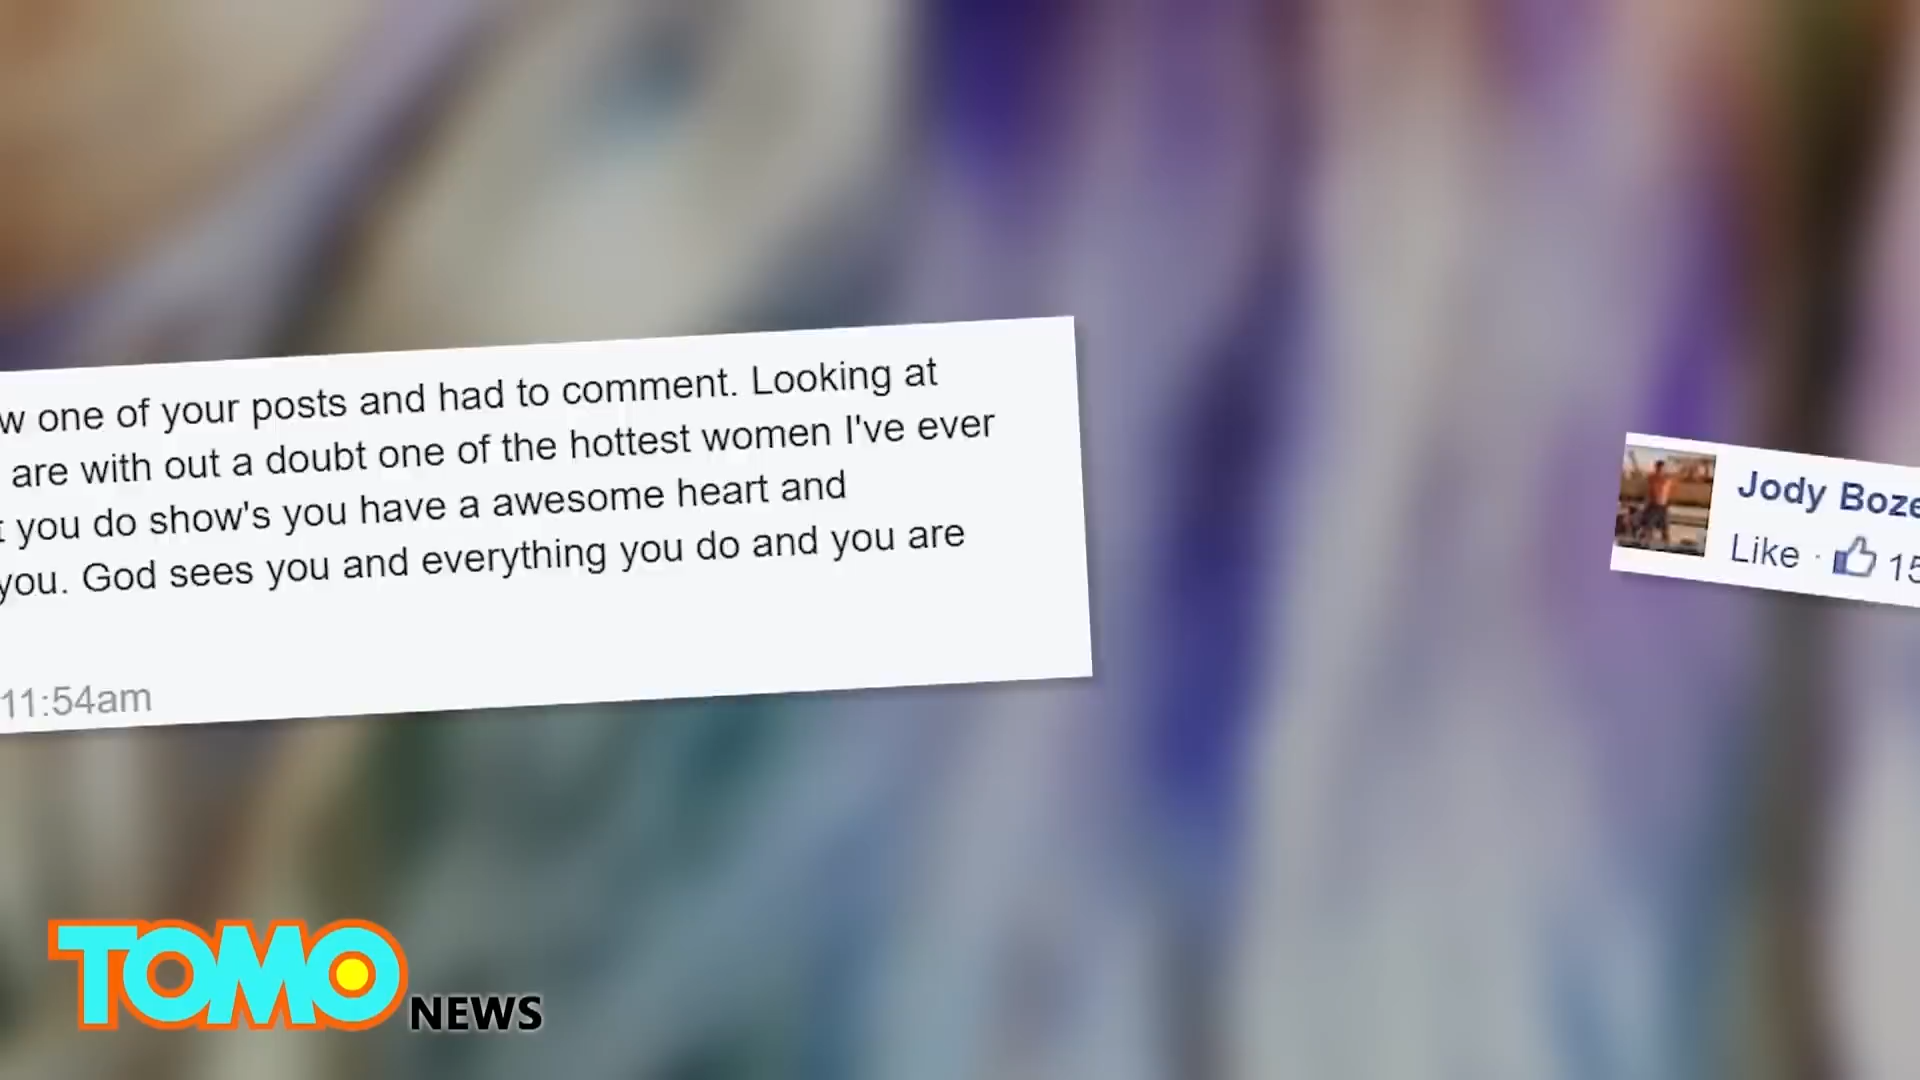 one of your posts and had to comment. Looking at
are with out a doubt one of the hottest women I've ever
you do show's you have a awesome heart and
you. God sees you and everything you do and you are
11:54am
Jody
Like · 15
TOMO NEWS